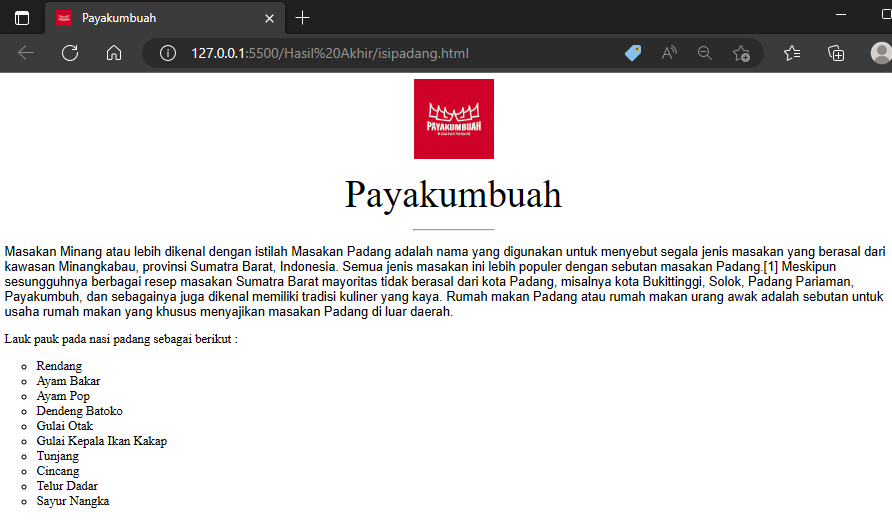 Payakumbuah
127.0.0.1:5500/Hasil%20Akhir/isipadang.html
PAYAKUMBUAH
MASAKAN PADANG
Payakumbuah
Masakan Minang atau lebih dikenal dengan istilah Masakan Padang adalah nama yang digunakan untuk menyebut segala jenis masakan yang berasal dari
kawasan Minangkabau, provinsi Sumatra Barat, Indonesia. Semua jenis masakan ini lebih populer dengan sebutan masakan Padang.[1] Meskipun
sesungguhnya berbagai resep masakan Sumatra Barat mayoritas tidak berasal dari kota Padang, misalnya kota Bukittinggi, Solok, Padang Pariaman,
Payakumbuh, dan sebagainya juga dikenal memiliki tradisi kuliner yang kaya. Rumah makan Padang atau rumah makan urang awak adalah sebutan untuk
usaha rumah makan yang khusus menyajikan masakan Padang di luar daerah.
Lauk pauk pada nasi padang sebagai berikut :
Rendang
Ayam Bakar
Ayam Pop
Dendeng Batoko
Gulai Otak
Gulai Kepala Ikan Kakap
Tunjang
Cincang
Telur Dadar
Sayur Nangka